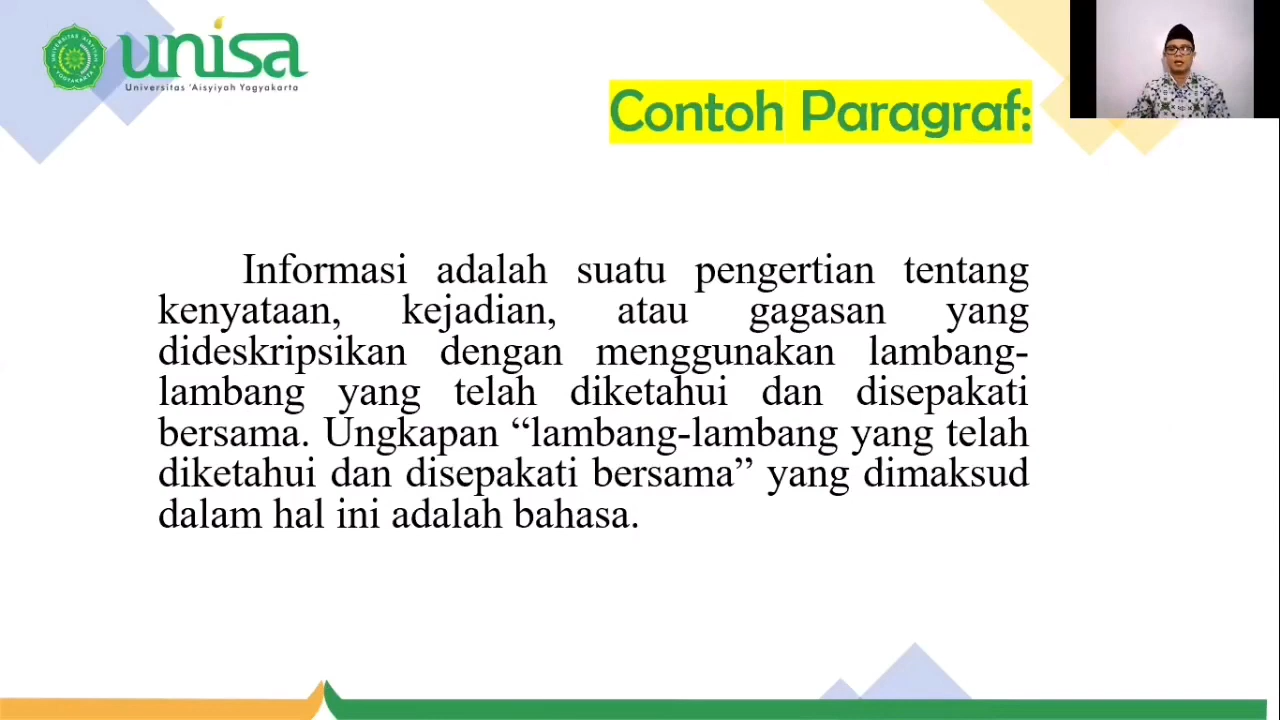 unisa
Universitas 'Aisyiyah Yogyakarta
Contoh Paragraf:
Informasi adalah suatu pengertian tentang
kenyataan, kejadian, atau gagasan yang
dideskripsikan dengan menggunakan lambang-
lambang yang telah diketahui dan disepakati
bersama. Ungkapan “lambang-lambang yang telah
diketahui dan disepakati bersama” yang dimaksud
dalam hal ini adalah bahasa.